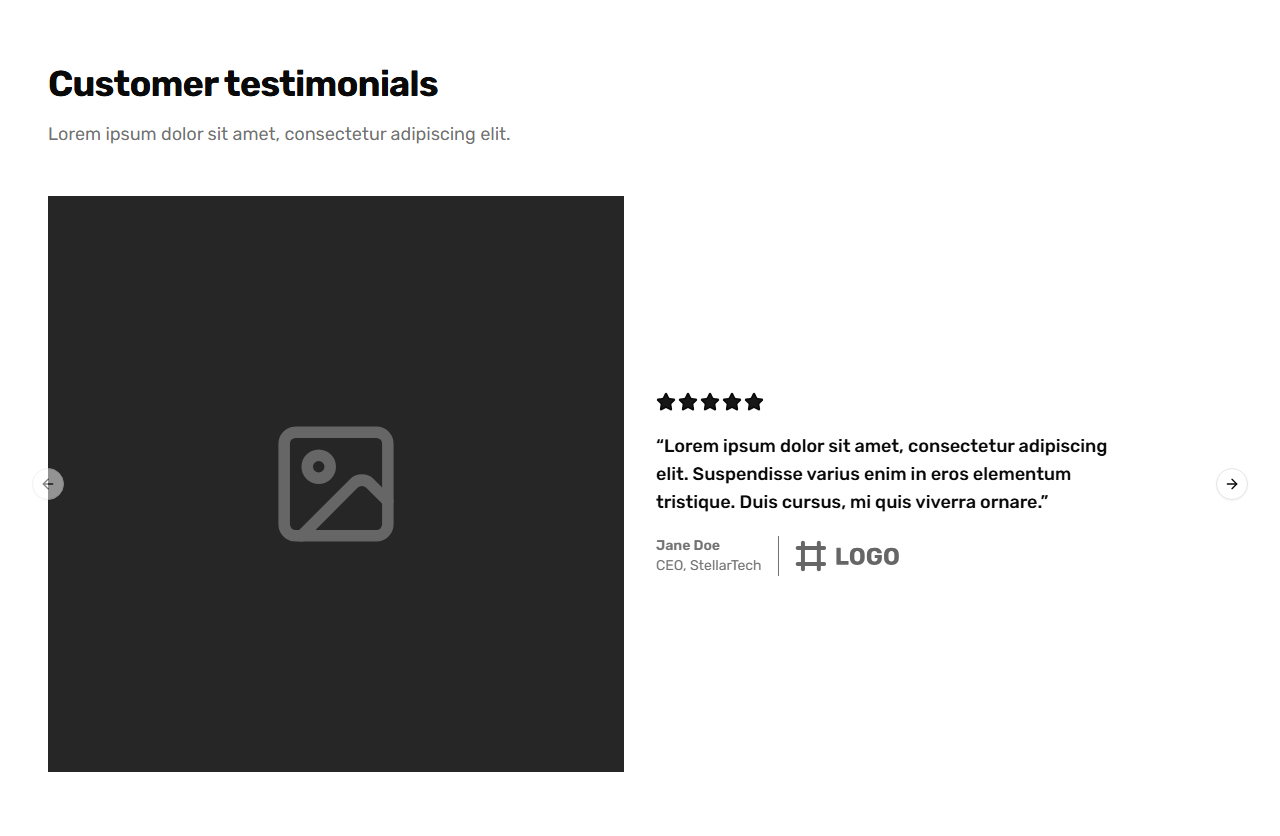 Customer testimonials
Lorem ipsum dolor sit amet, consectetur adipiscing elit.
“Lorem ipsum dolor sit amet, consectetur adipiscing
elit. Suspendisse varius enim in eros elementum
tristique. Duis cursus, mi quis viverra ornare.”
Jane Doe
CEO, StellarTech
LOGO